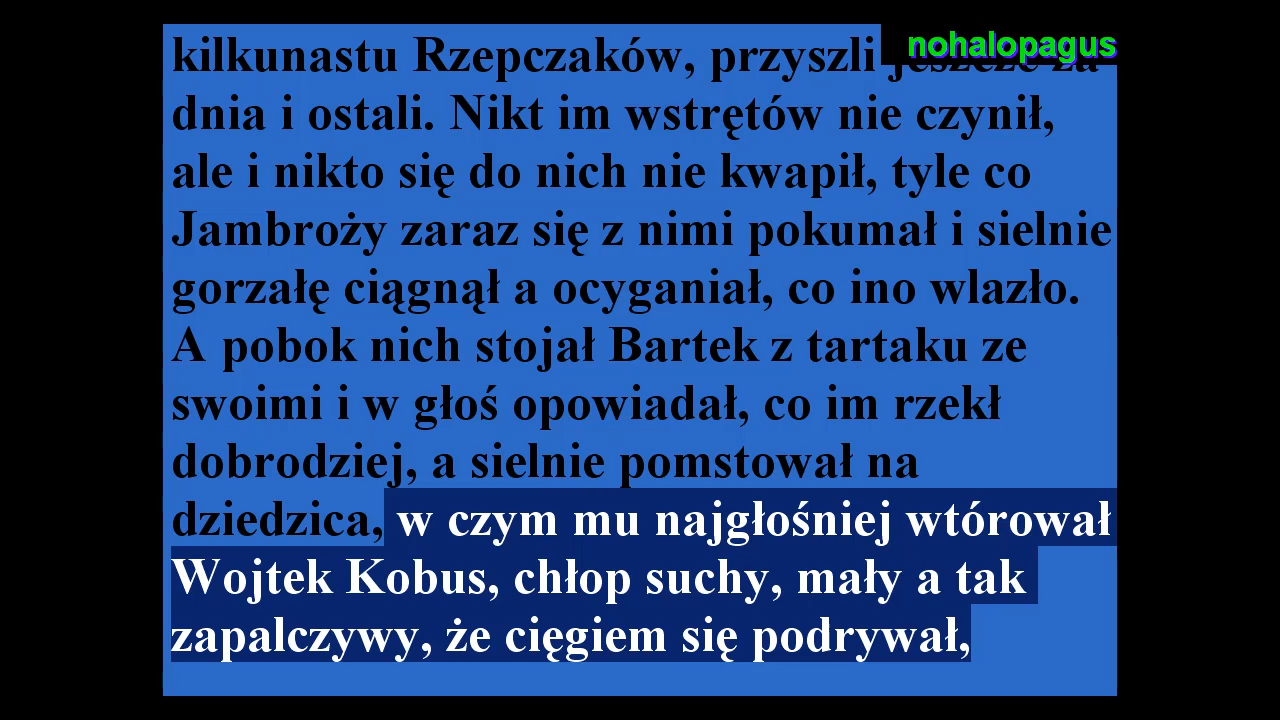 kilkunastu Rzepczaków, przyszli jeszcze za
nohalopagus
dnia i ostali. Nikt im wstrętów nie czynił,
ale i nikto się do nich nie kwapił, tyle co
Jambroży zaraz się z nimi pokumał i sielnie
gorzałę ciągnął a ocyganiał, co ino wlazło.
A pobok nich stojał Bartek z tartaku ze
swoimi i w głoś opowiadał, co im rzekł
dobrodziej, a sielnie pomstował na
dziedzica, w czym mu najgłośniej wtórował
Wojtek Kobus, chłop suchy, mały a tak
zapalczywy, że cięgiem się podrywał,